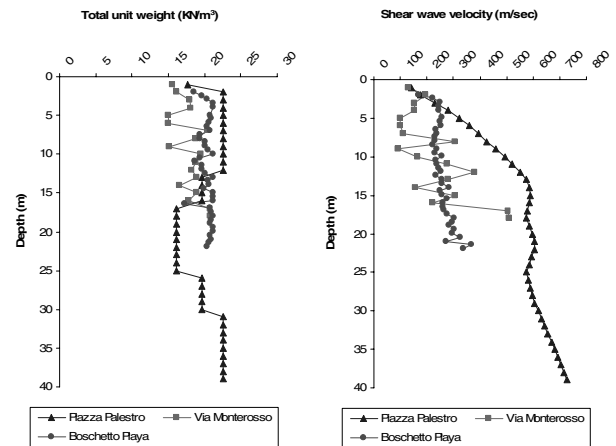 Total unit weight (KN/m³)
0 5 10 15 20 25 30
0
5
10
15
20
25
30
35
40
Depth (m)
Piazza Palestro
Via Monterosso
Boschetto Playa
Shear wave velocity (m/sec)
0 100 200 300 400 500 600 700 800
0
5
10
15
20
25
30
35
40
Depth (m)
Piazza Palestro
Via Monterosso
Boschetto Playa